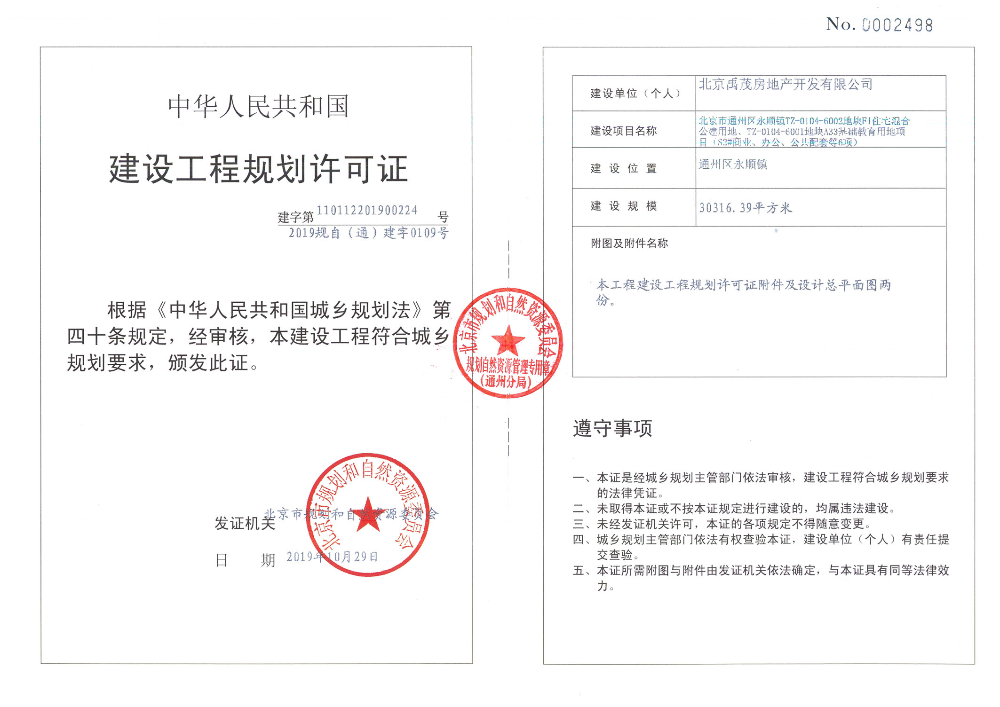 No. 0002498
中华人民共和国
建设工程规划许可证
建字第110112201900224号
2019规自（通）建字0109号
根据《中华人民共和国城乡规划法》第
四十条规定，经审核，本建设工程符合城乡
规划要求，颁发此证。
发证机关 北京市规划和自然资源委员会
日 期 2019年10月29日
北京市规划和自然资源委员会
北京市规划和自然资源委员会
规划自然资源管理专用章
（通州分局）
建设单位（个人） 北京禹茂房地产开发有限公司
建设项目名称 北京市通州区永顺镇TZ-0104-6002地块F1住宅混合
公建用地、TZ-0104-6001地块A33基础教育用地项
目（S2#商业、办公、公共配套等6项）
建设位置 通州区永顺镇
建设规模 30316.39平方米
附图及附件名称
本工程建设工程规划许可证附件及设计总平面图两
份。
遵守事项
一、本证是经城乡规划主管部门依法审核，建设工程符合城乡规划要求
的法律凭证。
二、未取得本证或不按本证规定进行建设的，均属违法建设。
三、未经发证机关许可，本证的各项规定不得随意变更。
四、城乡规划主管部门依法有权查验本证，建设单位（个人）有责任提
交查验。
五、本证所需附图与附件由发证机关依法确定，与本证具有同等法律效
力。